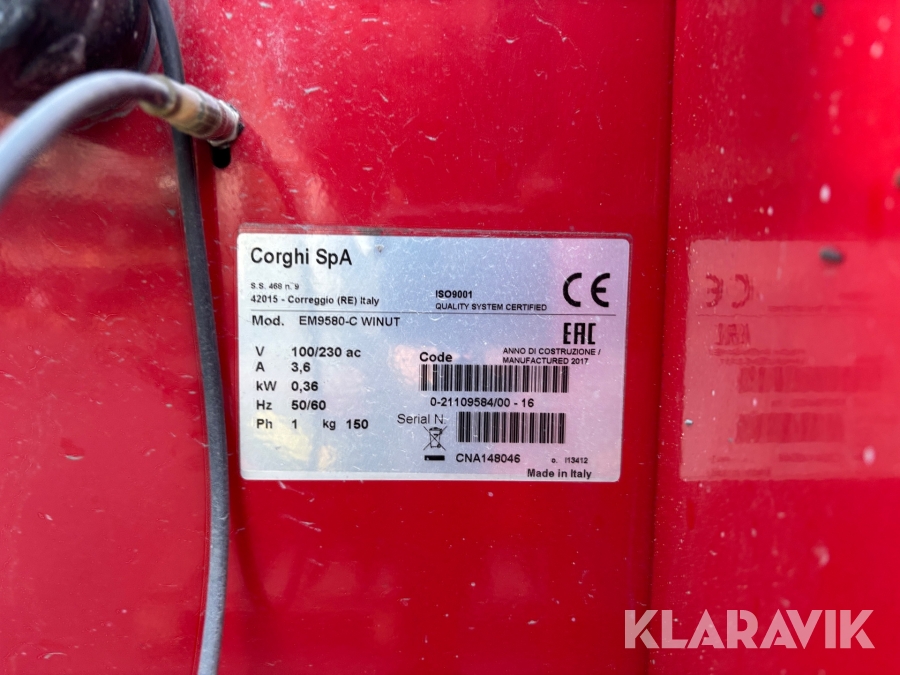 Corghi SpA
S.S. 468 n. 9
42015 - Correggio (RE) Italy
ISO9001
QUALITY SYSTEM CERTIFIED
CE
Mod. EM9580-C WINUT
EAC
ANNO DI COSTRUZIONE /
MANUFACTURED 2017
V 100/230 ac
A 3,6
kW 0,36
Hz 50/60
Ph 1 kg 150
Code
0-21109584/00 - 16
Serial N.
CNA148046 o. I13412
Made in Italy
KLARAVIK